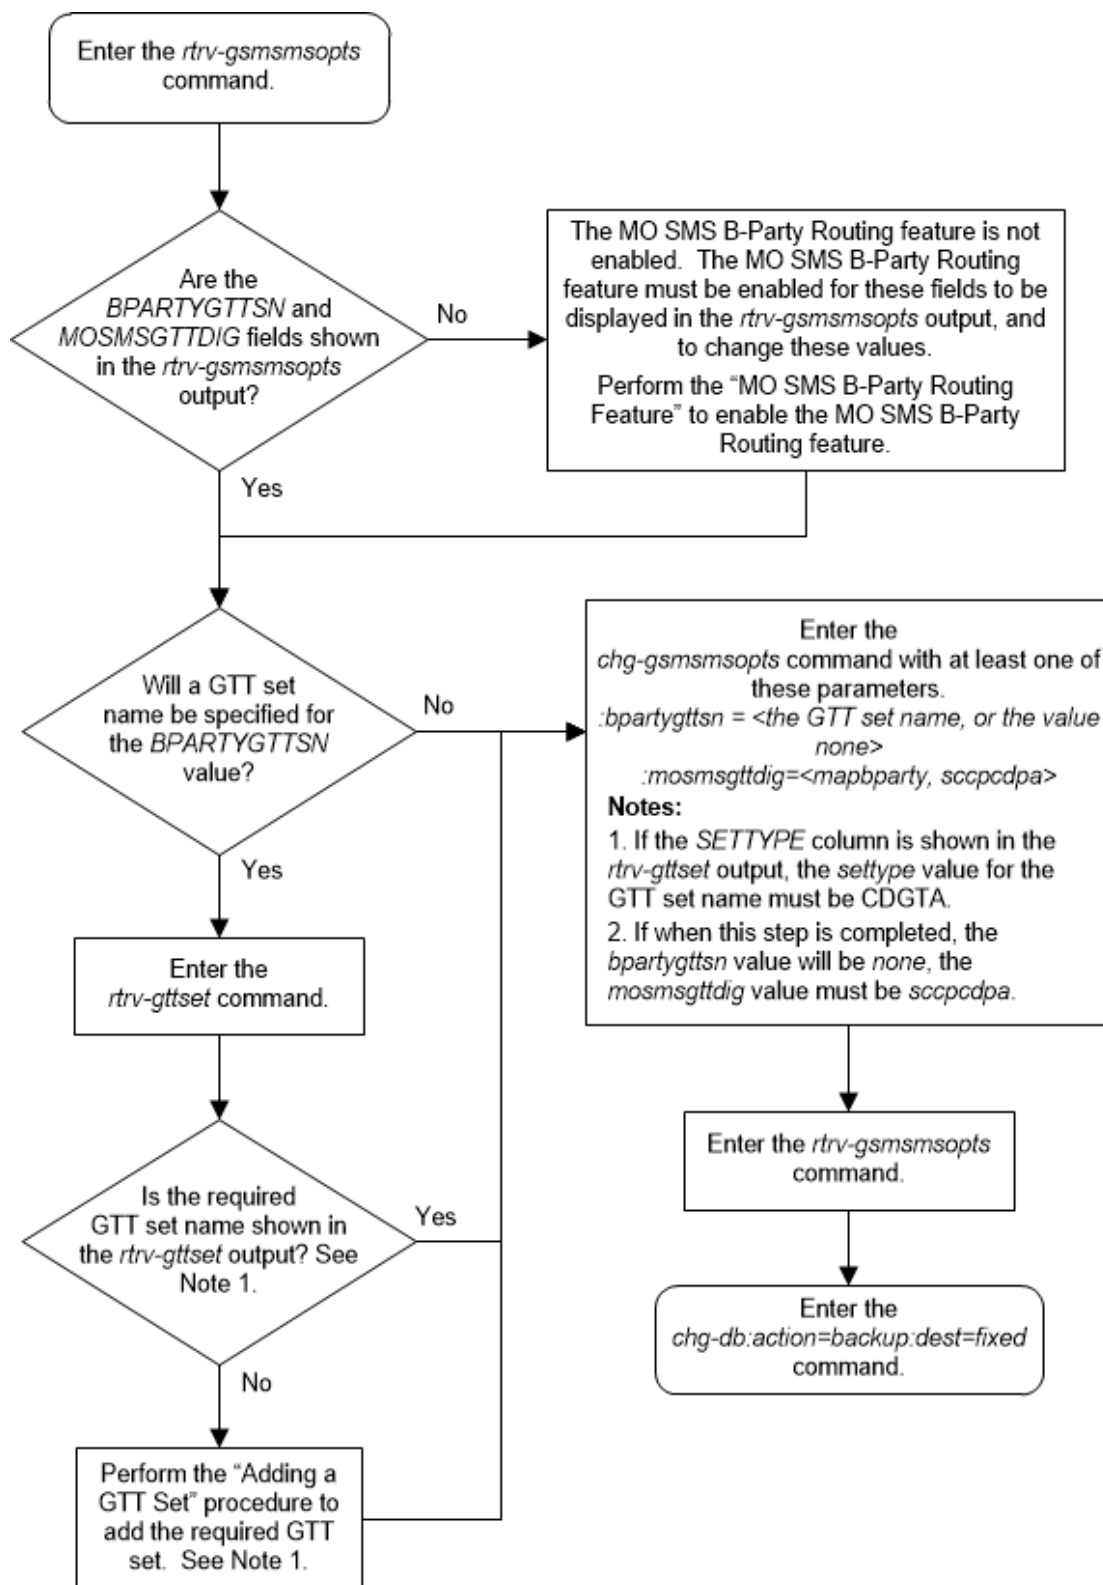 Enter the rtrv-gsmsmsopts
command.
Are the
BPARTYGTTSN and
MOSMSGTTDIG fields shown
in the rtrv-gsmsmsopts
output?
No
The MO SMS B-Party Routing feature is not
enabled. The MO SMS B-Party Routing
feature must be enabled for these fields to be
displayed in the rtrv-gsmsmsopts output, and
to change these values.
Perform the “MO SMS B-Party Routing
Feature” to enable the MO SMS B-Party
Routing feature.
Yes
Will a GTT set
name be specified for
the BPARTYGTTSN
value?
No
Enter the
chg-gsmsmsopts command with at least one of
these parameters.
:bpartygttsn = <the GTT set name, or the value
none>
:mosmsgttdig=<mapbparty, sccpcdpa>
Notes:
1. If the SETTYPE column is shown in the
rtrv-gttset output, the settype value for the
GTT set name must be CDGTA.
2. If when this step is completed, the
bpartygttsn value will be none, the
mosmsgttdig value must be sccpcdpa.
Yes
Enter the
rtrv-gttset command.
Is the required
GTT set name shown in
the rtrv-gttset output? See
Note 1.
Yes
No
Perform the “Adding a
GTT Set” procedure to
add the required GTT
set. See Note 1.
Enter the rtrv-gsmsmsopts
command.
Enter the
chg-db:action=backup:dest=fixed
command.